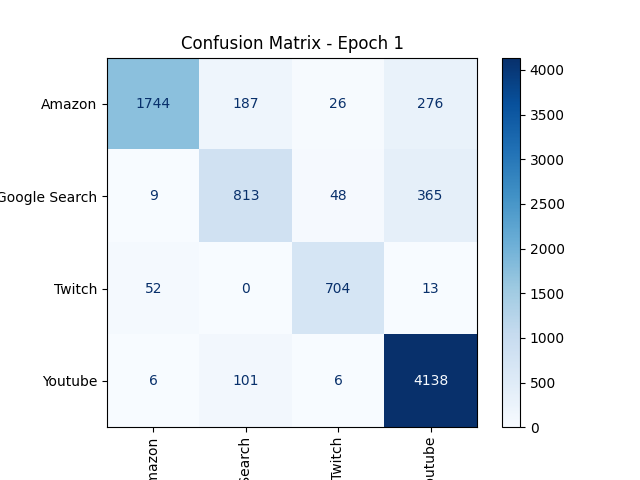 Confusion Matrix - Epoch 1
Amazon 1744 187 26 276
Google Search 9 813 48 365
Twitch 52 0 704 13
Youtube 6 101 6 4138
mazon
Search
Twitch
outube
4000
3500
3000
2500
2000
1500
1000
500
0